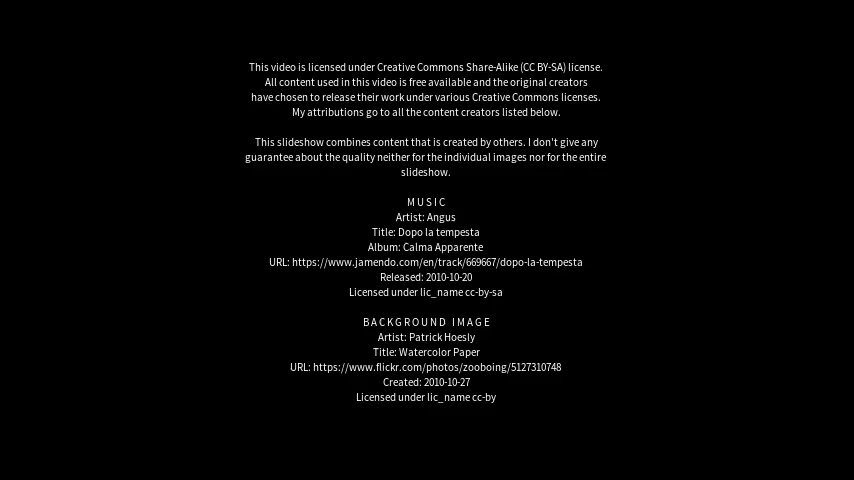 This video is licensed under Creative Commons Share-Alike (CC BY-SA) license.
All content used in this video is free available and the original creators
have chosen to release their work under various Creative Commons licenses.
My attributions go to all the content creators listed below.
This slideshow combines content that is created by others. I don't give any
guarantee about the quality neither for the individual images nor for the entire
slideshow.
MUSIC
Artist: Angus
Title: Dopo la tempesta
Album: Calma Apparente
URL: https://www.jamendo.com/en/track/669667/dopo-la-tempesta
Released: 2010-10-20
Licensed under lic_name cc-by-sa
BACKGROUND IMAGE
Artist: Patrick Hoesly
Title: Watercolor Paper
URL: https://www.flickr.com/photos/zooboing/5127310748
Created: 2010-10-27
Licensed under lic_name cc-by